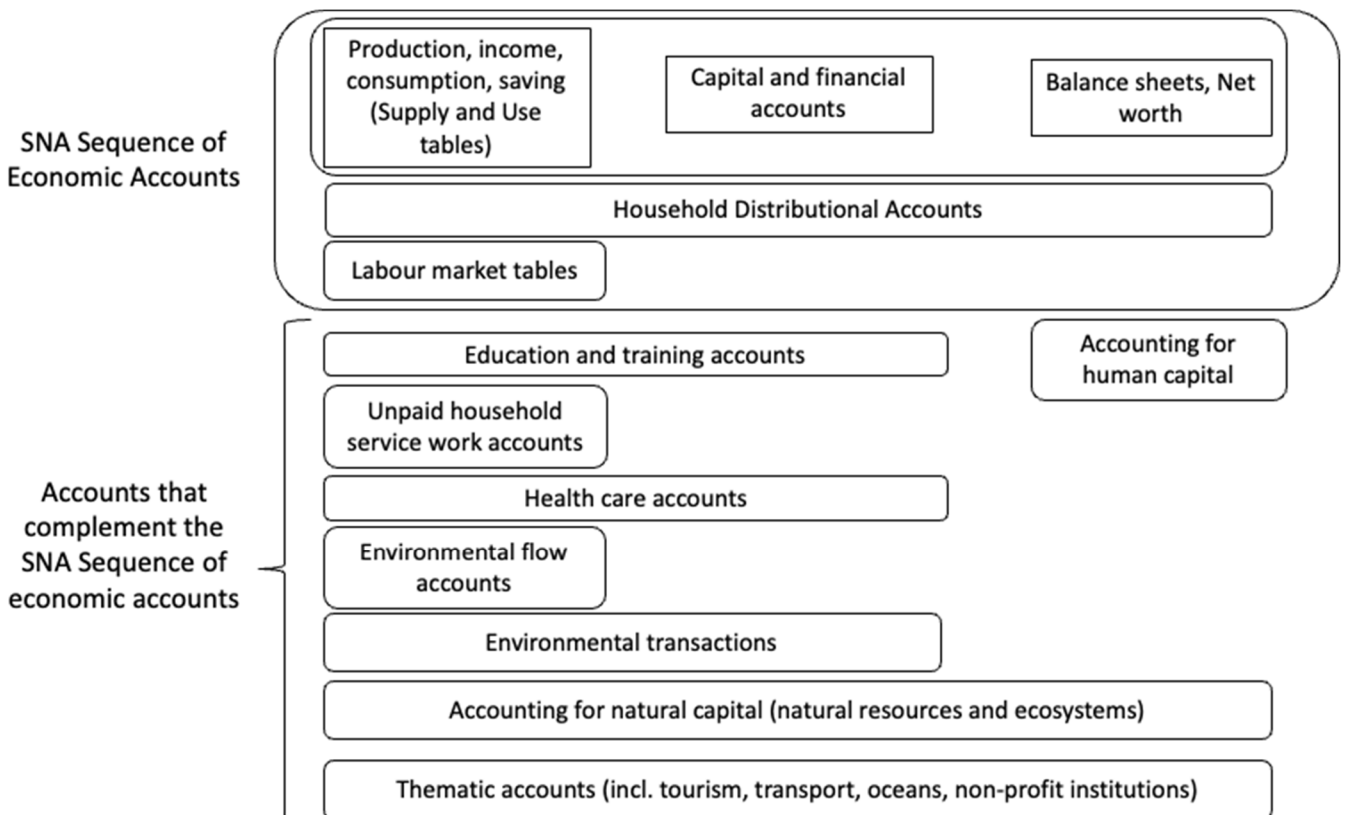 SNA Sequence of
Economic Accounts
Production, income,
consumption, saving
(Supply and Use
tables)
Capital and financial
accounts
Balance sheets, Net
worth
Household Distributional Accounts
Labour market tables
Accounts that
complement the
SNA Sequence of
economic accounts
Education and training accounts
Accounting for
human capital
Unpaid household
service work accounts
Health care accounts
Environmental flow
accounts
Environmental transactions
Accounting for natural capital (natural resources and ecosystems)
Thematic accounts (incl. tourism, transport, oceans, non-profit institutions)